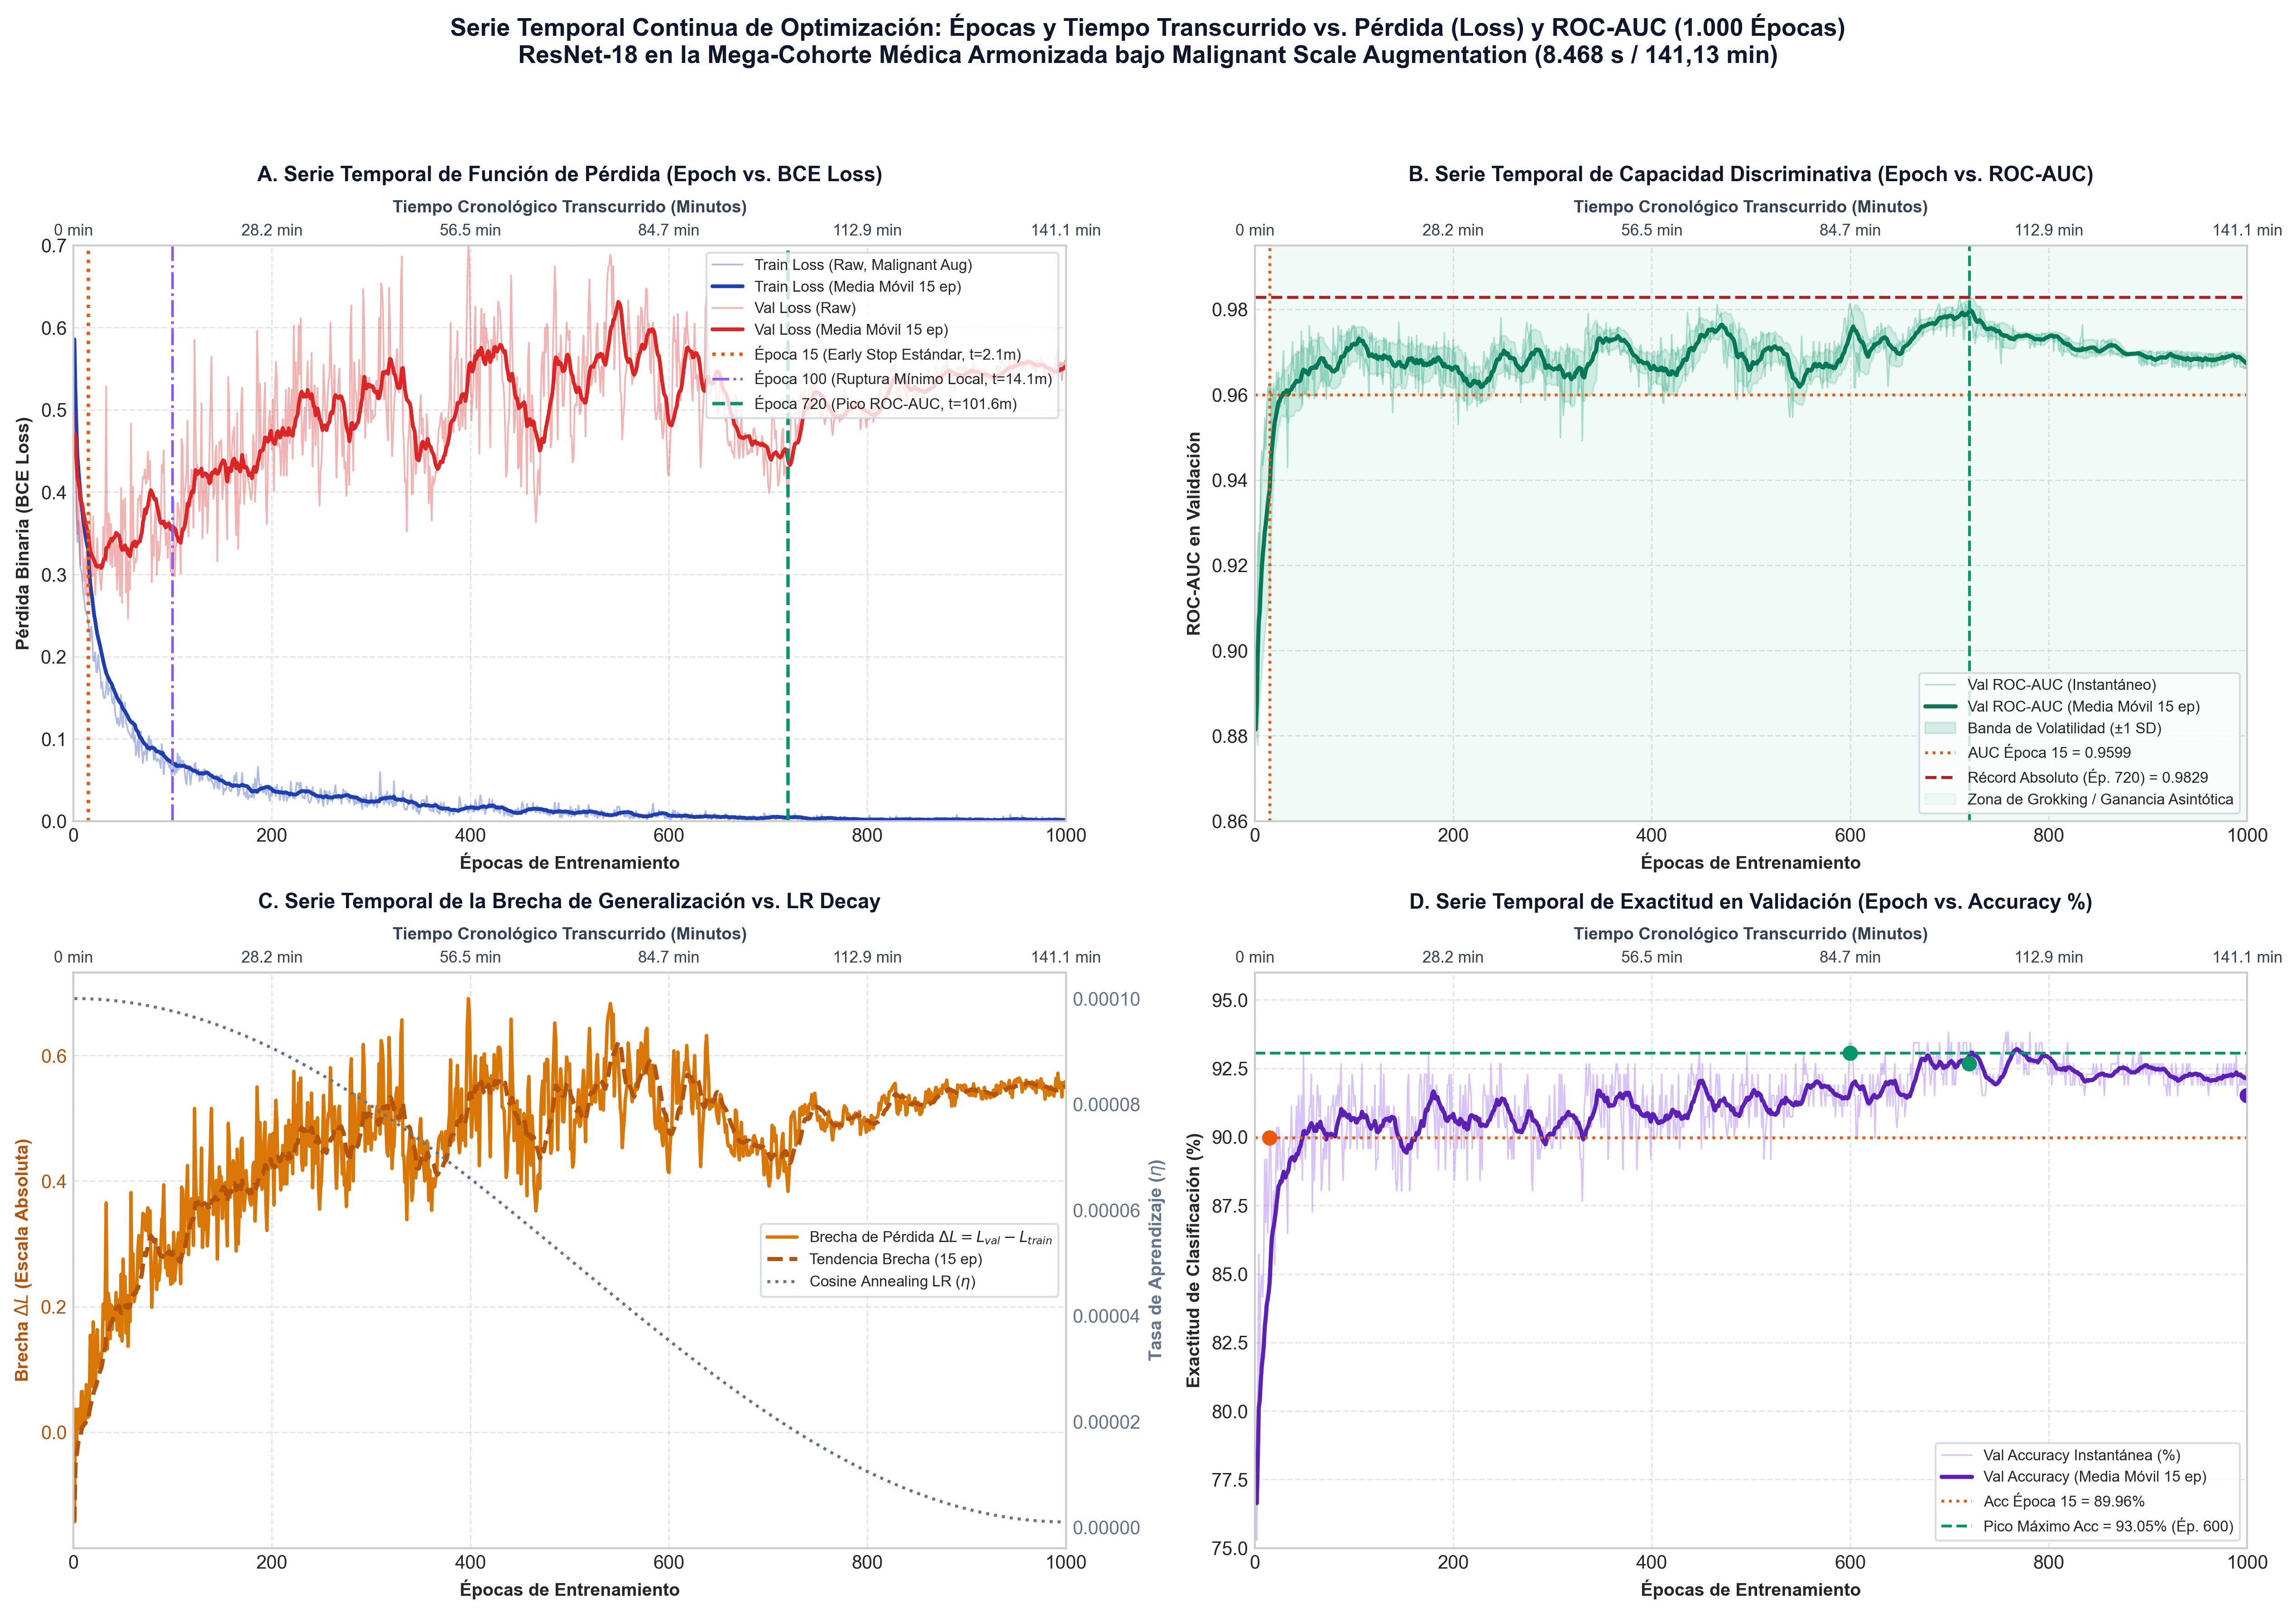 Serie Temporal Continua de Optimización: Épocas y Tiempo Transcurrido vs. Pérdida (Loss) y ROC-AUC (1.000 Épocas)
ResNet-18 en la Mega-Cohorte Médica Armonizada bajo Malignant Scale Augmentation (8.468 s / 141,13 min)
A. Serie Temporal de Función de Pérdida (Epoch vs. BCE Loss)
Tiempo Cronológico Transcurrido (Minutos)
0 min 28.2 min 56.5 min 84.7 min 112.9 min 141.1 min
0.7
0.6
0.5
0.4
0.3
0.2
0.1
0.0
Pérdida Binaria (BCE Loss)
Train Loss (Raw, Malignant Aug)
Train Loss (Media Móvil 15 ep)
Val Loss (Raw)
Val Loss (Media Móvil 15 ep)
Época 15 (Early Stop Estándar, t=2.1m)
Época 100 (Ruptura Mínimo Local, t=14.1m)
Época 720 (Pico ROC-AUC, t=101.6m)
0 200 400 600 800 1000
Épocas de Entrenamiento
B. Serie Temporal de Capacidad Discriminativa (Epoch vs. ROC-AUC)
Tiempo Cronológico Transcurrido (Minutos)
0 min 28.2 min 56.5 min 84.7 min 112.9 min 141.1 min
0.98
0.96
0.94
0.92
0.90
0.88
0.86
ROC-AUC en Validación
Val ROC-AUC (Instantáneo)
Val ROC-AUC (Media Móvil 15 ep)
Banda de Volatilidad (±1 SD)
AUC Época 15 = 0.9599
Récord Absoluto (Ép. 720) = 0.9829
Zona de Grokking / Ganancia Asintótica
0 200 400 600 800 1000
Épocas de Entrenamiento
C. Serie Temporal de la Brecha de Generalización vs. LR Decay
Tiempo Cronológico Transcurrido (Minutos)
0 min 28.2 min 56.5 min 84.7 min 112.9 min 141.1 min
0.6
0.4
0.2
0.0
Brecha ΔL (Escala Absoluta)
0.00010
0.00008
0.00006
0.00004
0.00002
0.00000
Tasa de Aprendizaje (η)
Brecha de Pérdida ΔL = L_val − L_train
Tendencia Brecha (15 ep)
Cosine Annealing LR (η)
0 200 400 600 800 1000
Épocas de Entrenamiento
D. Serie Temporal de Exactitud en Validación (Epoch vs. Accuracy %)
Tiempo Cronológico Transcurrido (Minutos)
0 min 28.2 min 56.5 min 84.7 min 112.9 min 141.1 min
95.0
92.5
90.0
87.5
85.0
82.5
80.0
77.5
75.0
Exactitud de Clasificación (%)
Val Accuracy Instantánea (%)
Val Accuracy (Media Móvil 15 ep)
Acc Época 15 = 89.96%
Pico Máximo Acc = 93.05% (Ép. 600)
0 200 400 600 800 1000
Épocas de Entrenamiento